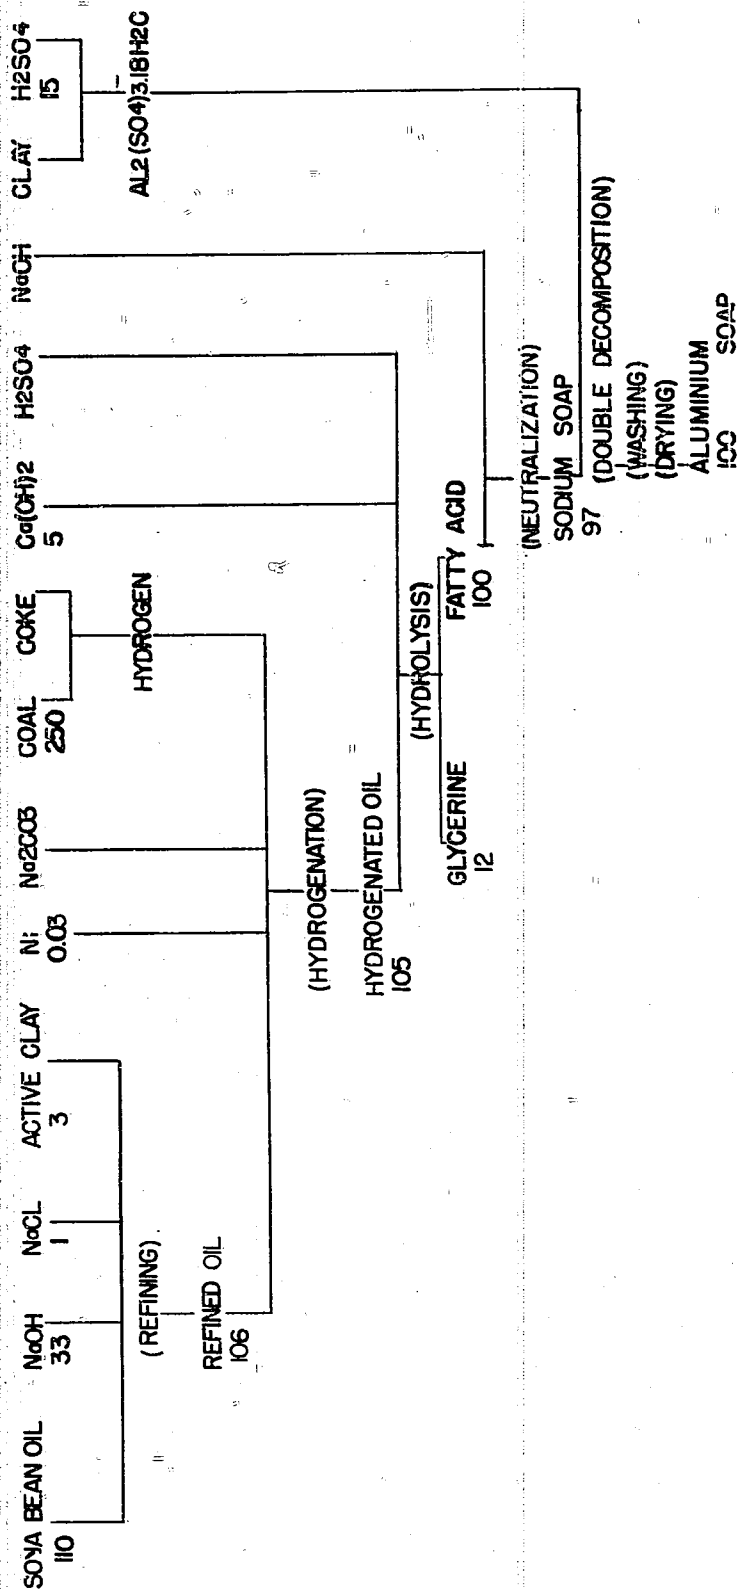 SOYA BEAN OIL
110
NaOH
33
NaCL
1
ACTIVE CLAY
3
Ni
0.03
Na2CO3
COAL
250
COKE
Ca(OH)2
5
H2SO4
NaOH
CLAY
H2SO4
15
(REFINING)
REFINED OIL
106
HYDROGEN
AL2(SO4)3.18H2C
(HYDROGENATION)
HYDROGENATED OIL
105
(HYDROLYSIS)
GLYCERINE
12
FATTY ACID
100
(NEUTRALIZATION)
SODIUM SOAP
97
(DOUBLE DECOMPOSITION)
(WASHING)
(DRYING)
ALUMINIUM
100 SOAP